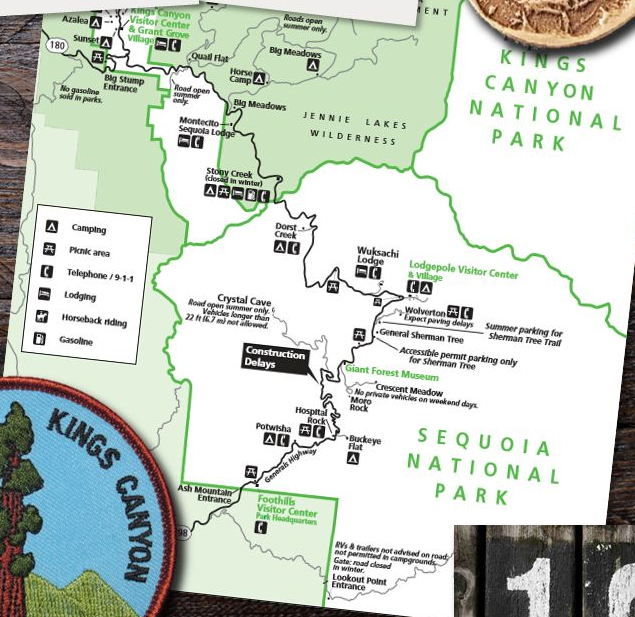 MENT
Kings Canyon
Visitor Center
& Grant Grove
Village
Azalea
Sunset
180
Roads open
summer only.
Big Meadows
Quail Flat
Horse
Camp
Big Stump
Entrance
No gasoline
sold in parks.
Road open
summer
only.
Big Meadows
KINGS
CANYON
NATIONAL
PARK
JENNIE LAKES
WILDERNESS
Montecito
Sequoia Lodge
Stony Creek
(closed in winter)
Camping
Picnic area
Telephone / 9-1-1
Lodging
Horseback riding
Gasoline
Dorst
Creek
Wuksachi
Lodge
Lodgepole Visitor Center
& Village
Crystal Cave
Road open summer only.
Vehicles longer than
22 ft (6.7 m) not allowed.
Wolverton
Expect paving delays
Summer parking for
Sherman Tree Trail
General Sherman Tree
Accessible permit parking only
for Sherman Tree
Construction
Delays
Giant Forest Museum
Crescent Meadow
No private vehicles on weekend days.
Moro
Rock
Hospital
Rock
Potwisha
Buckeye
Flat
Generals Highway
SEQUOIA
NATIONAL
PARK
Ash Mountain
Entrance
98
Foothills
Visitor Center
Park Headquarters
RVs & trailers not advised on road;
not permitted in campgrounds.
Gate: road closed
in winter.
Lookout Point
Entrance
KINGS CANYON
1